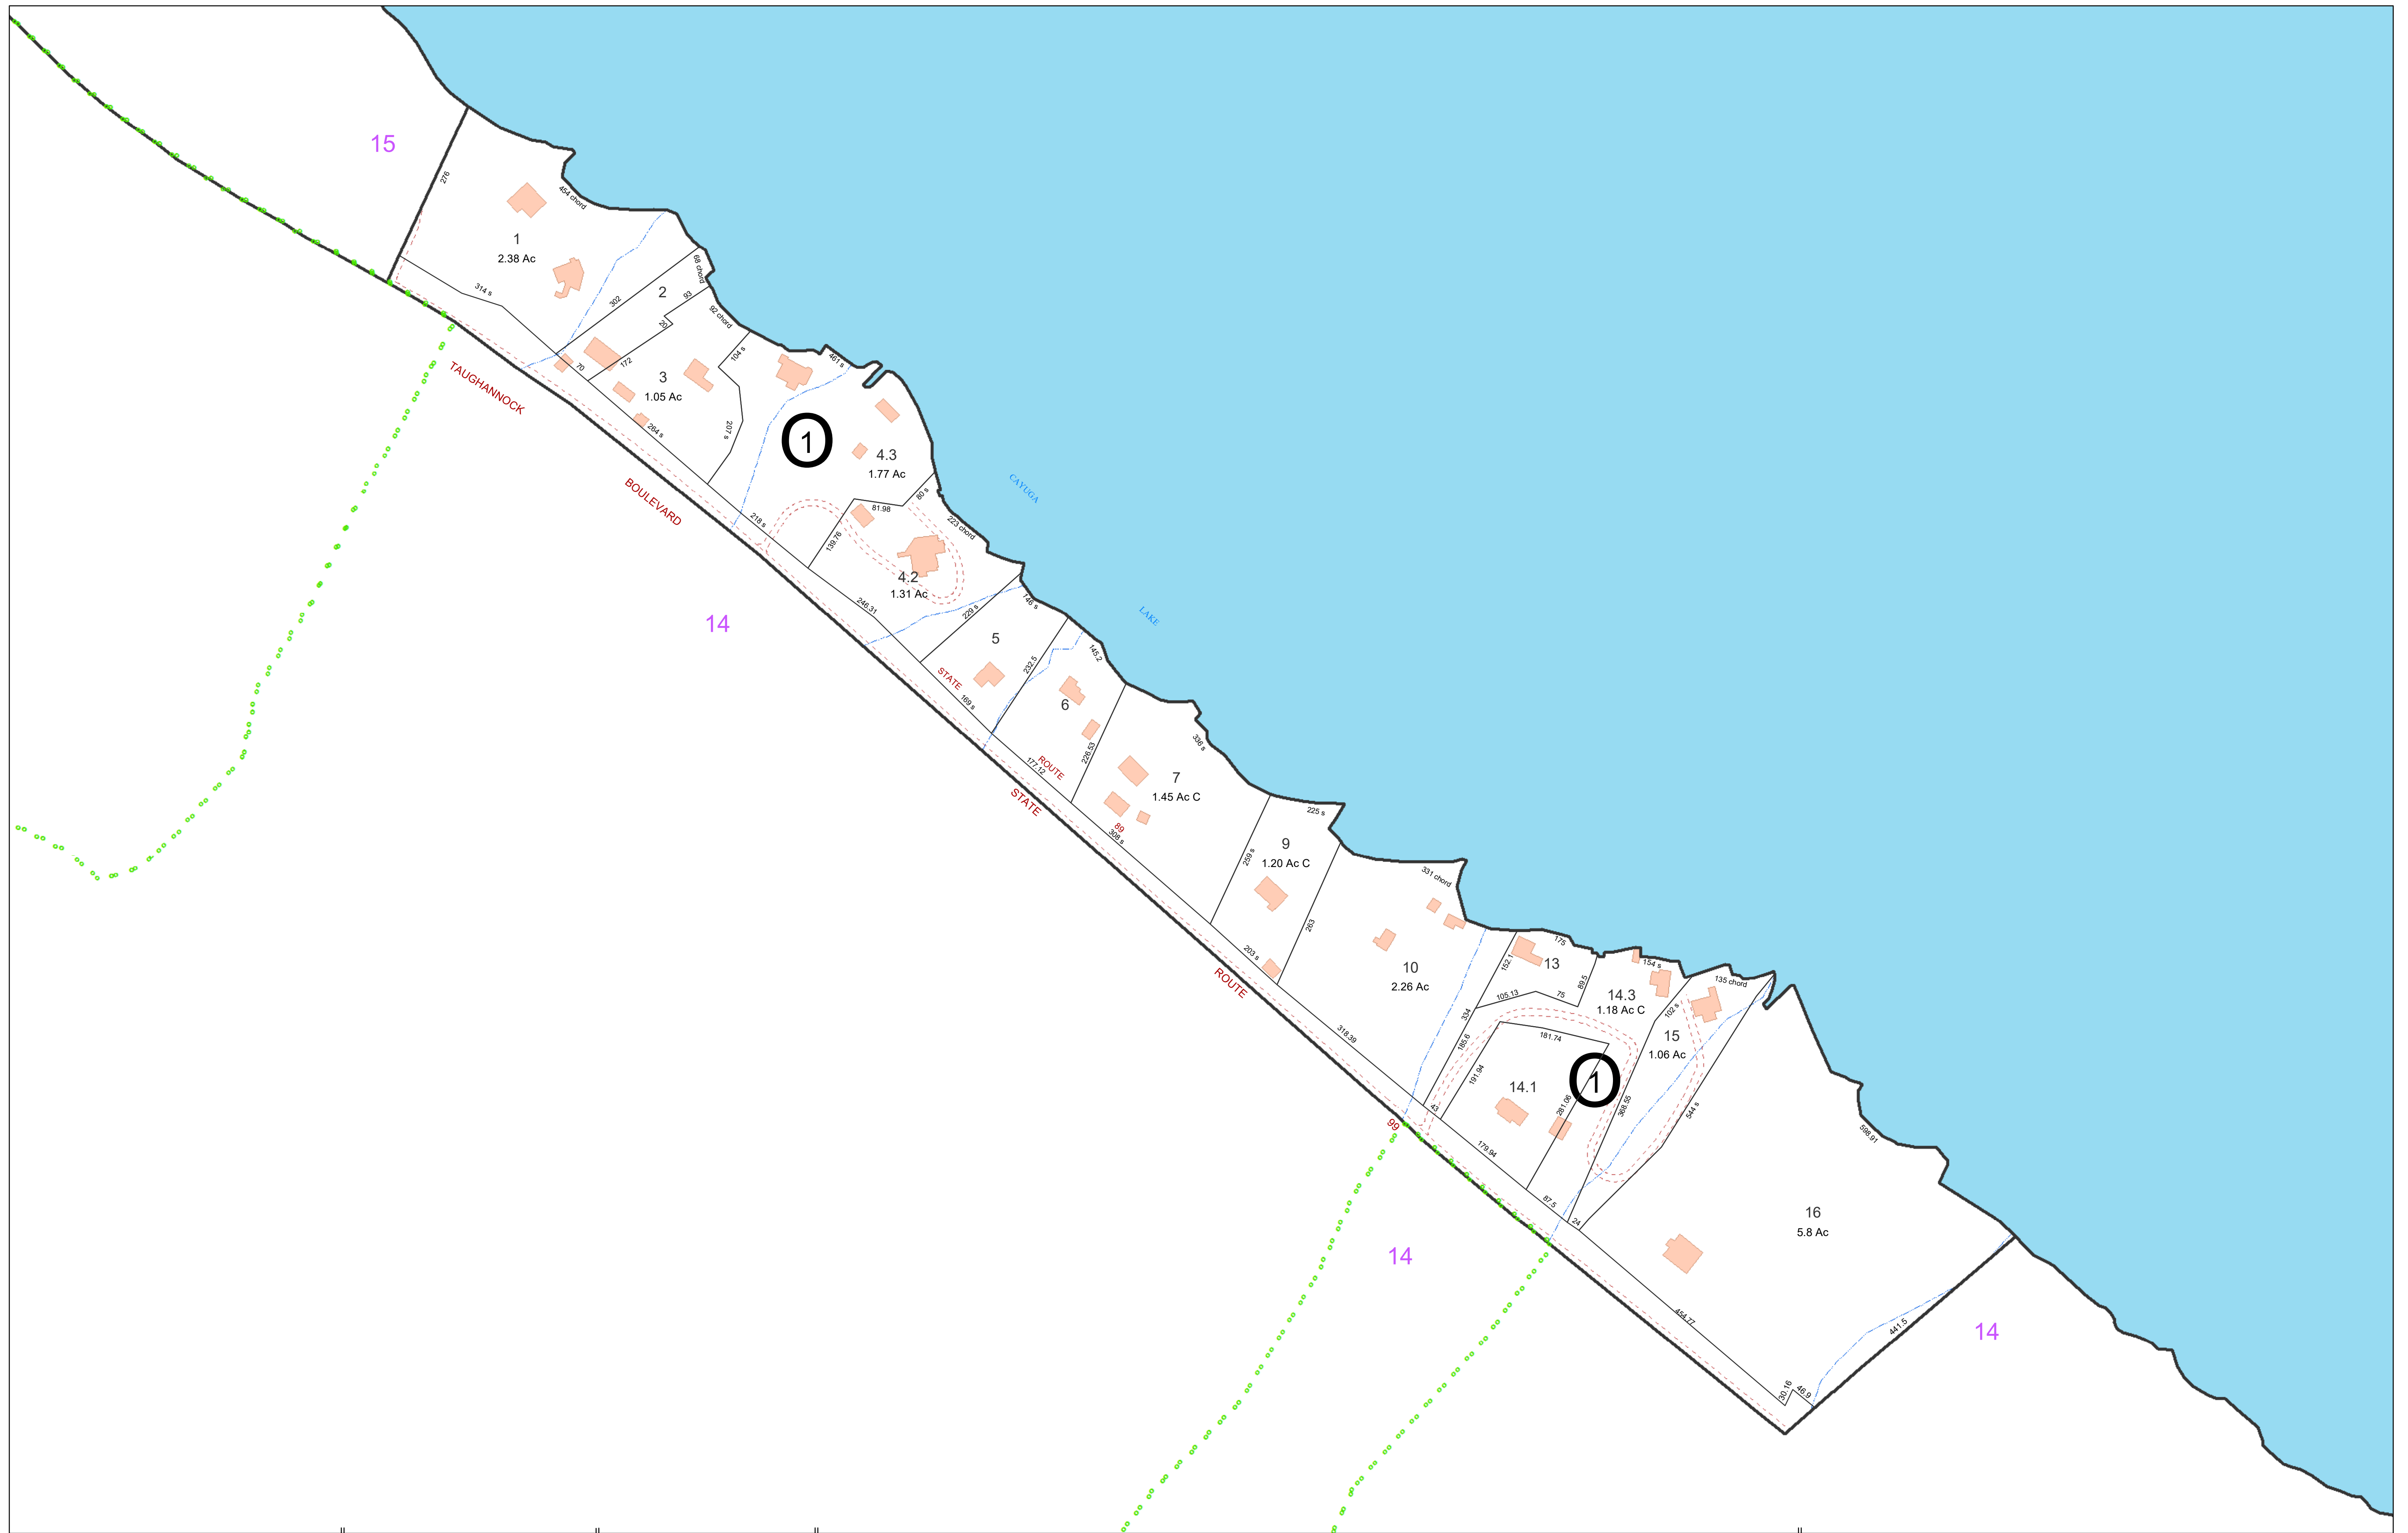 15
276
454 chord
1
2.38 Ac
314 s
68 chord
302
2
93
20
92 chord
70
172
104 s
461 s
3
1.05 Ac
264 s
207 s
TAUGHANNOCK
1
4.3
1.77 Ac
BOULEVARD
218 s
80 s
81.98
139.76
223 chord
CAYUGA
LAKE
4.2
1.31 Ac
246.31
229 s
146 s
14
5
STATE
169 s
232.5
145.2
6
ROUTE
177.12
226.53
STATE
336 s
7
1.45 Ac C
89
308 s
225 s
9
1.20 Ac C
259 s
203 s
263
ROUTE
331 chord
10
2.26 Ac
318.39
175
152.1
13
89.5
105.13
75
154 s
14.3
1.18 Ac C
135 chord
102 s
15
1.06 Ac
334
185.6
181.74
191.94
14.1
1
281.06
368.55
544 s
43
99
179.94
87.5
24
598.91
16
5.8 Ac
14
454.77
441.5
14
30.16
46.9